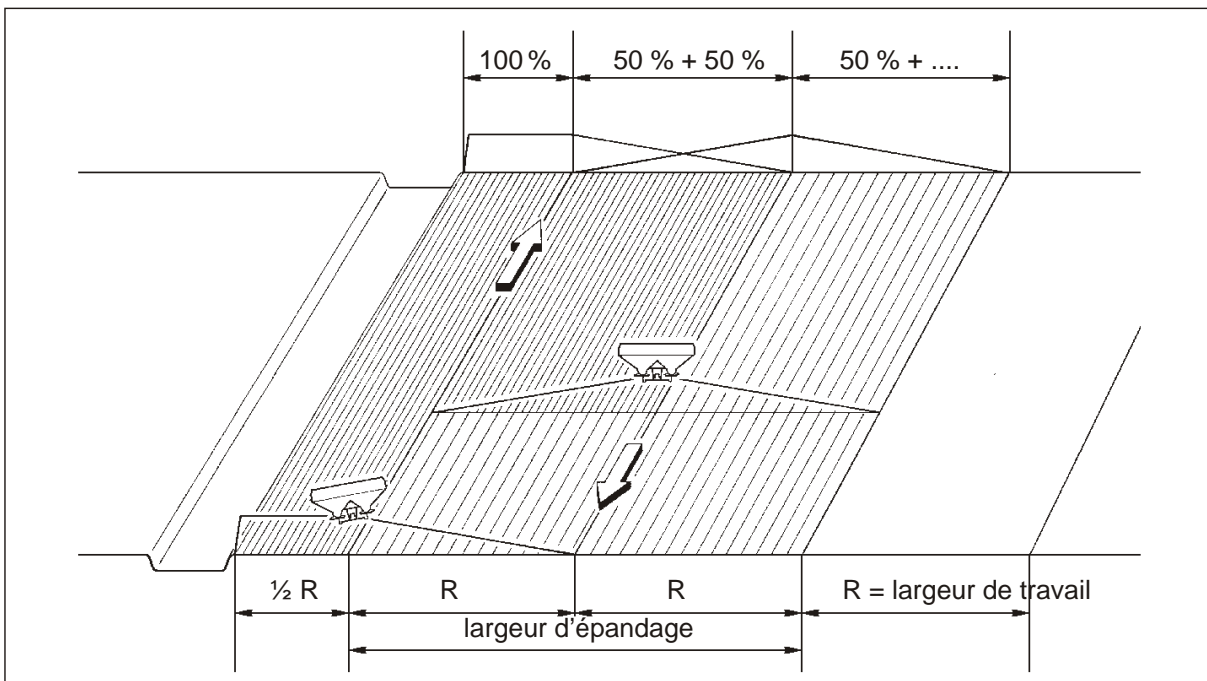 100 %
50 % + 50 %
50 % + ....
½ R
R
R
R = largeur de travail
largeur d’épandage